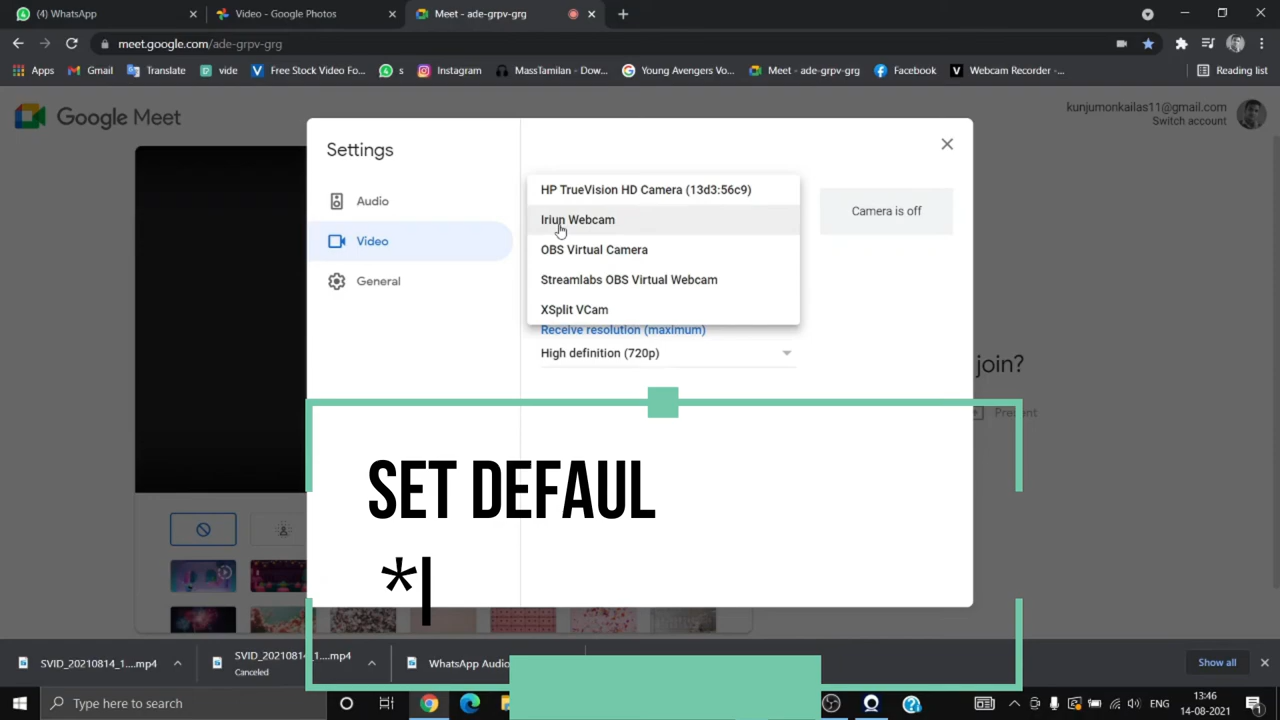 (4) WhatsApp
Video - Google Photos
Meet - ade-grpv-grg
meet.google.com/ade-grpv-grg
Apps
Gmail
Translate
vide
Free Stock Video Fo...
s
Instagram
MassTamilan - Dow...
Young Avengers Vo...
Meet - ade-grpv-grg
Facebook
Webcam Recorder -...
Reading list
Google Meet
kunjumonkailas11@gmail.com
Switch account
Settings
Audio
Video
General
HP TrueVision HD Camera (13d3:56c9)
Iriun Webcam
OBS Virtual Camera
Streamlabs OBS Virtual Webcam
XSplit VCam
Camera is off
Receive resolution (maximum)
High definition (720p)
join?
Present
SET DEFAUL
*|
SVID_20210814_1....mp4
SVID_20210814_1....mp4
Canceled
WhatsApp Audio
Show all
Type here to search
ENG
13:46
14-08-2021
1